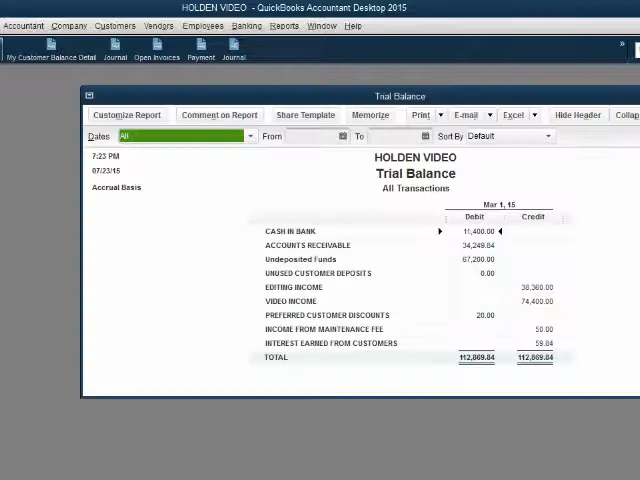 HOLDEN VIDEO - QuickBooks Accountant Desktop 2015
Accountant Company Customers Vendors Employees Banking Reports Window Help
My Customer Balance Detail Journal Open Invoices Payment Journal
Trial Balance
Customize Report Comment on Report Share Template Memorize Print E-mail Excel Hide Header Collap
Dates All From To Sort By Default
7:23 PM
HOLDEN VIDEO
07/23/15
Trial Balance
Accrual Basis
All Transactions
Mar 1, 15
Debit Credit
CASH IN BANK 11,400.00
ACCOUNTS RECEIVABLE 34,249.84
Undeposited Funds 67,200.00
UNUSED CUSTOMER DEPOSITS 0.00
EDITING INCOME 38,360.00
VIDEO INCOME 74,400.00
PREFERRED CUSTOMER DISCOUNTS 20.00
INCOME FROM MAINTENANCE FEE 50.00
INTEREST EARNED FROM CUSTOMERS 59.84
TOTAL 112,869.84 112,869.84